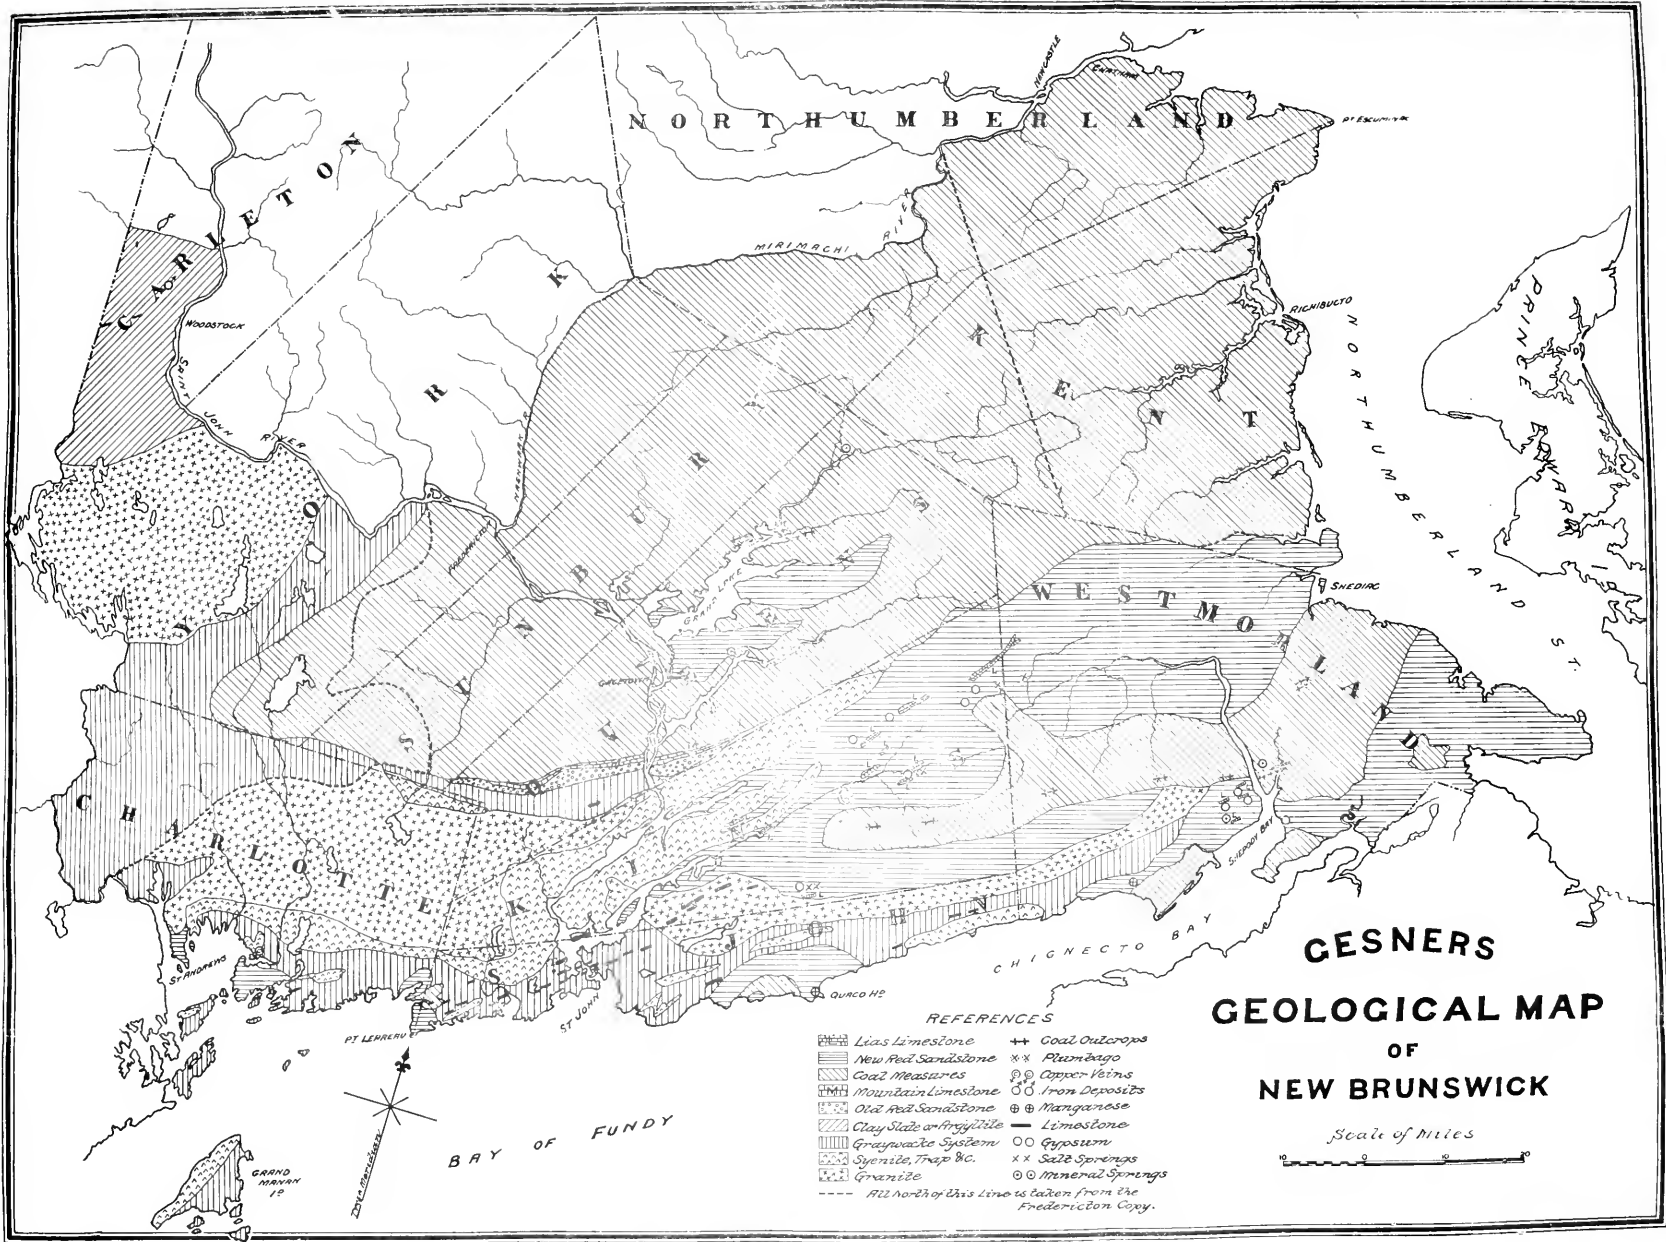 NORTHUMBERLAND
NEWCASTLE
CHATHAM
Pt ESCUMINAC
CARLETON
MIRIMACHI RIVER
YORK
KENT
RICHIBUCTO
WOODSTOCK
SAINT JOHN RIVER
NASHWAAK R
FREDERICTON
SUNBURY
GRAND LAKE
QUEENS
GAGETOWN
WESTMORLAND
SHEDIAC
NORTHUMBERLAND ST.
PRINCE EDWARD ISLAND
CHARLOTTE
KINGS
ST JOHN
ST ANDREWS
PT LEPREAU
ST JOHN
QUACO HD
SHEPODY BAY
CHIGNECTO BAY
BAY OF FUNDY
GRAND
MANAN
Id
GESNERS
GEOLOGICAL MAP
OF
NEW BRUNSWICK
Scale of Miles
10 0 10 20
REFERENCES
Lias Limestone
New Red Sandstone
Coal Measures
M Mountain Limestone
Old Red Sandstone
Clay Slate or Argyllite
Graywacke System
Syenite, Trap &c.
Granite
Coal Outcrops
Plumbago
Copper Veins
Iron Deposits
Manganese
Limestone
Gypsum
Salt Springs
Mineral Springs
All north of this Line is taken from the
Fredericton Copy.